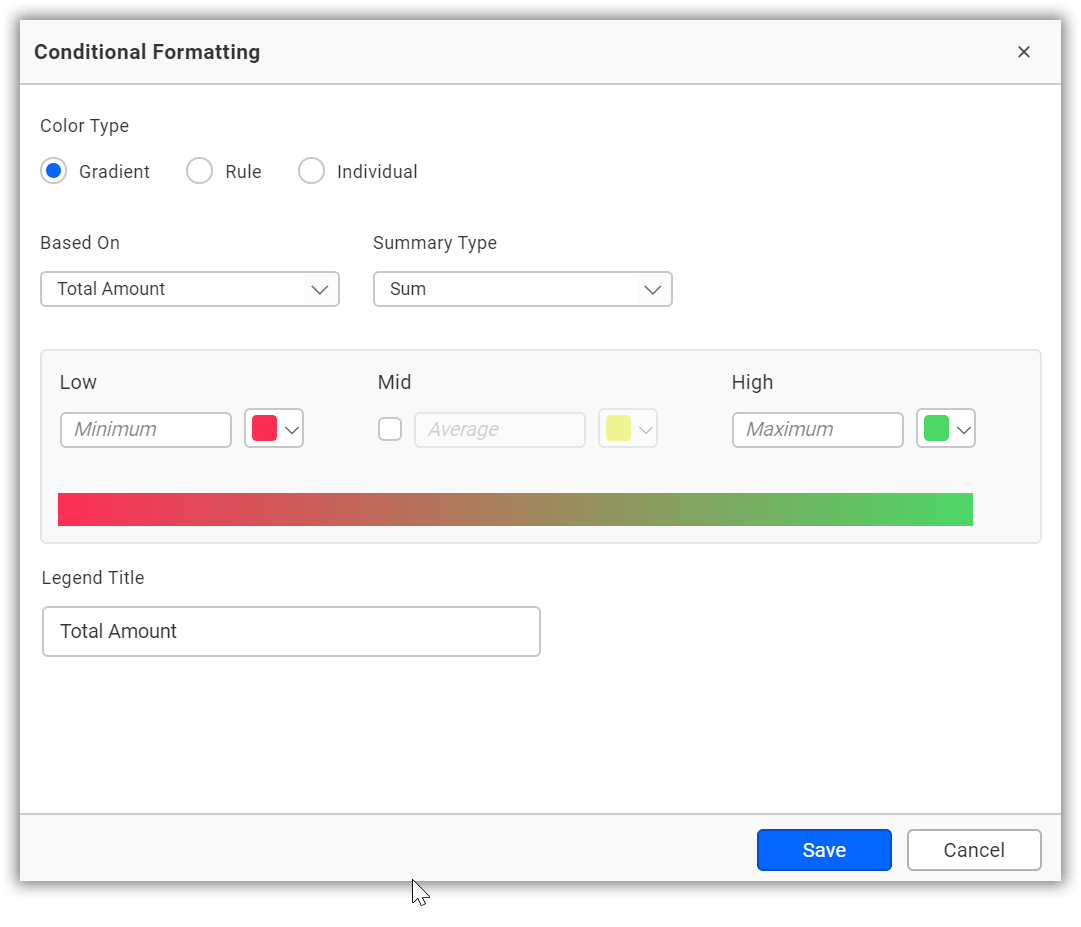 Conditional Formatting
Color Type
Gradient Rule Individual
Based On Summary Type
Total Amount Sum
Low Mid High
Minimum Average Maximum
Legend Title
Total Amount
Save Cancel